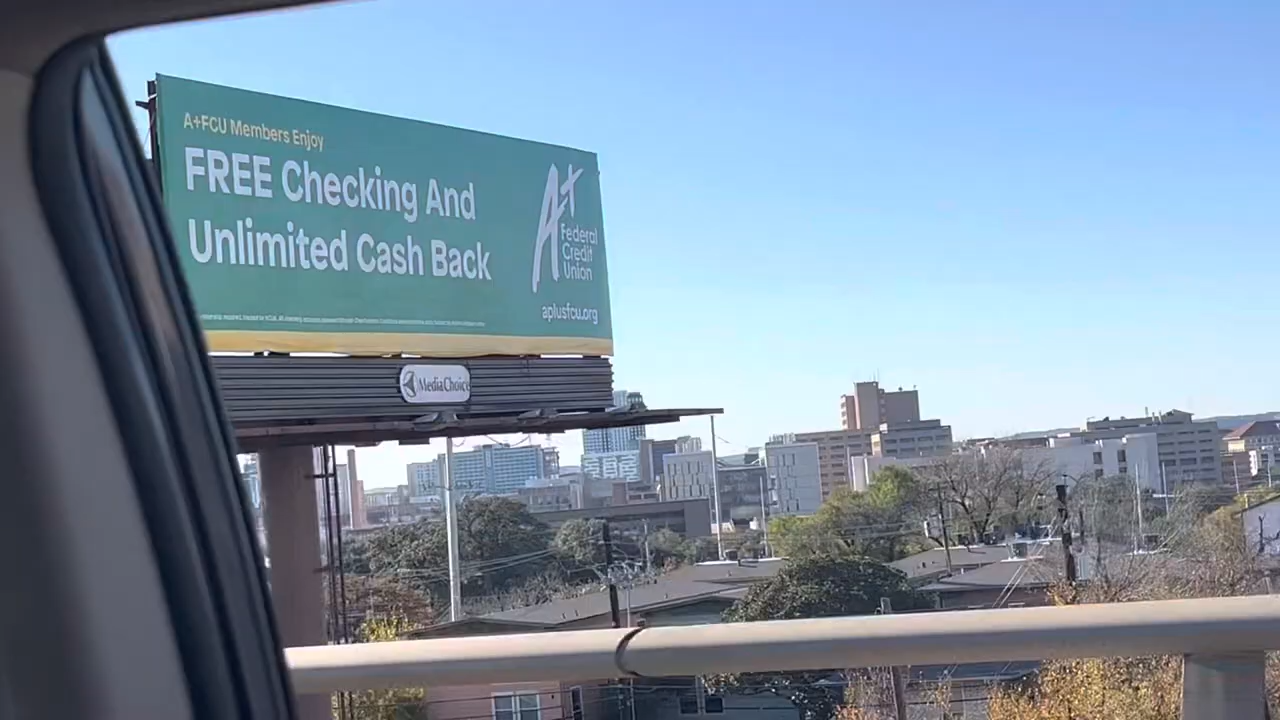 A+FCU Members Enjoy
FREE Checking And
Unlimited Cash Back
A+
Federal
Credit
Union
aplusfcu.org
MediaChoice